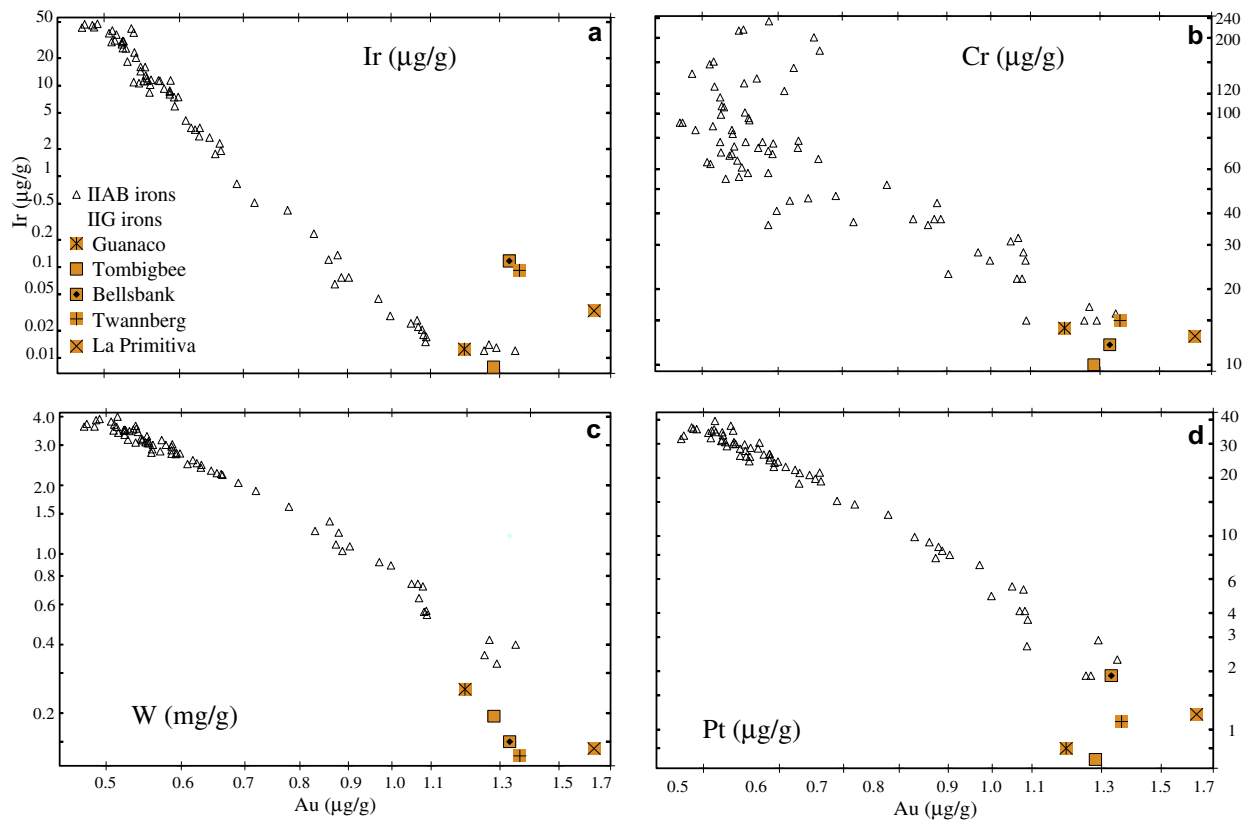 50
30
20
10
5
2
1
0.5
0.2
0.1
0.05
0.02
0.01
Ir (μg/g)
a
Ir (μg/g)
IIAB irons
IIG irons
Guanaco
Tombigbee
Bellsbank
Twannberg
La Primitiva
b
Cr (μg/g)
240
200
120
100
60
40
30
20
10
4.0
3.0
2.0
1.5
1.0
0.8
0.6
0.4
0.2
c
W (mg/g)
0.5 0.6 0.7 0.8 0.9 1.0 1.1 1.3 1.5 1.7
Au (μg/g)
d
Pt (μg/g)
40
30
20
10
6
4
3
2
1
0.5 0.6 0.7 0.8 0.9 1.0 1.1 1.3 1.5 1.7
Au (μg/g)